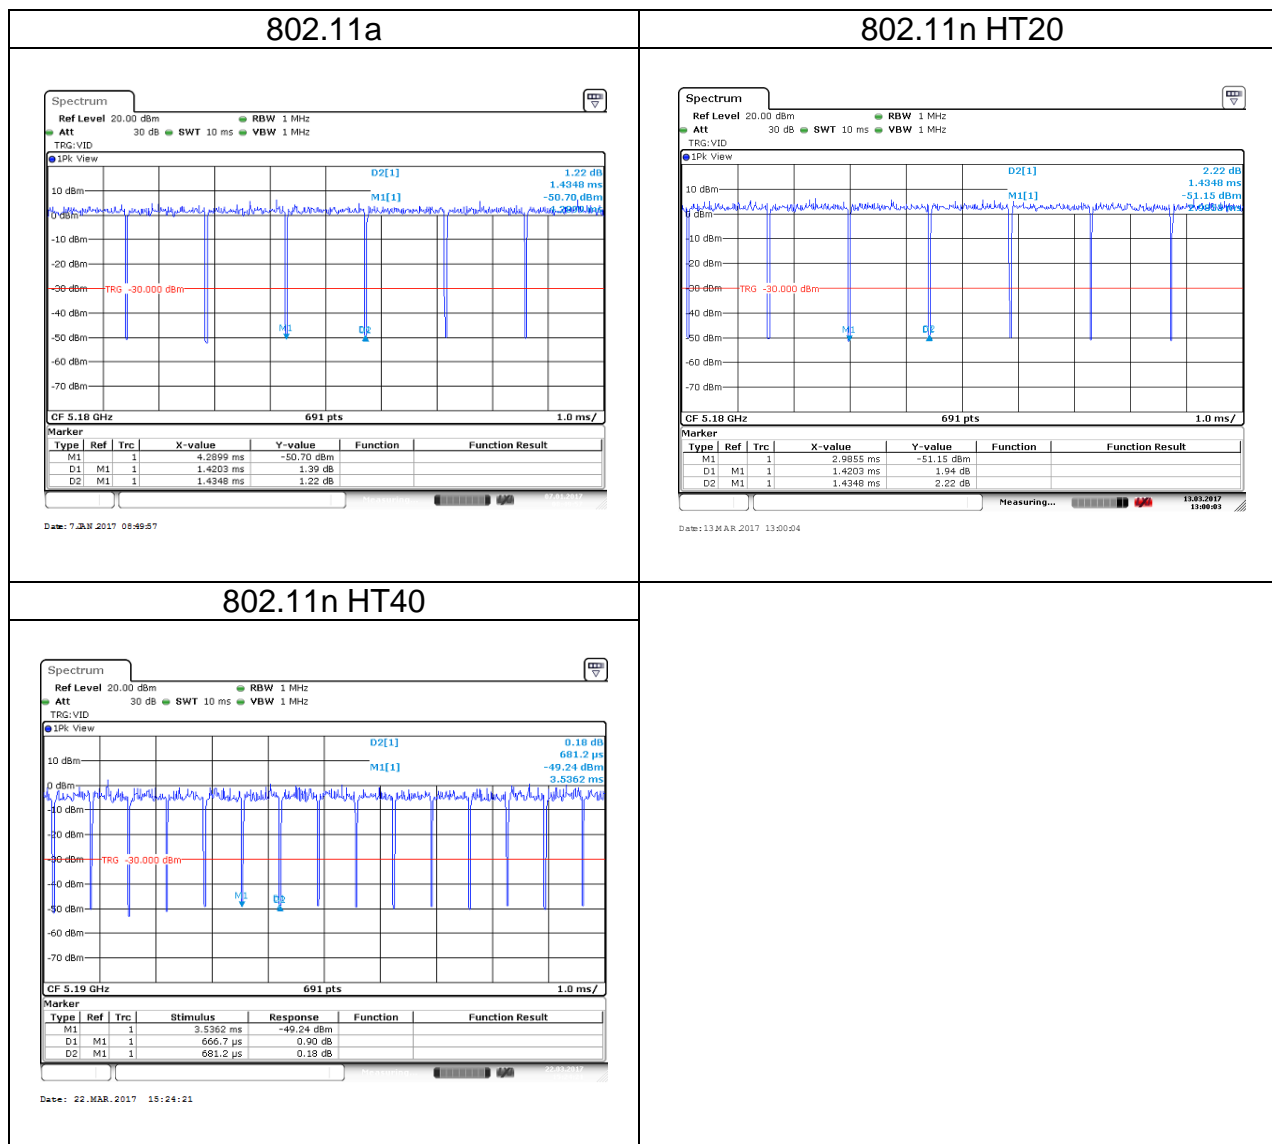 802.11a
802.11n HT20
Spectrum
Ref Level 20.00 dBm RBW 1 MHz
Att 30 dB SWT 10 ms VBW 1 MHz
TRG:VID
1Pk View
D2[1] 1.22 dB
1.4348 ms
M1[1] -50.70 dBm
10 dBm
0 dBm
-10 dBm
-20 dBm
-30 dBm
TRG -30.000 dBm
-40 dBm
M1
D2
-50 dBm
-60 dBm
-70 dBm
CF 5.18 GHz 691 pts 1.0 ms/
Marker
Type Ref Trc X-value Y-value Function Function Result
M1 1 4.2899 ms -50.70 dBm
D1 M1 1 1.4203 ms 1.39 dB
D2 M1 1 1.4348 ms 1.22 dB
Date: 7.JAN.2017 08:49:57
Spectrum
Ref Level 20.00 dBm RBW 1 MHz
Att 30 dB SWT 10 ms VBW 1 MHz
TRG:VID
1Pk View
D2[1] 2.22 dB
1.4348 ms
M1[1] -51.15 dBm
2.9855 ms
10 dBm
0 dBm
-10 dBm
-20 dBm
-30 dBm
TRG -30.000 dBm
-40 dBm
M1
D2
-50 dBm
-60 dBm
-70 dBm
CF 5.18 GHz 691 pts 1.0 ms/
Marker
Type Ref Trc X-value Y-value Function Function Result
M1 1 2.9855 ms -51.15 dBm
D1 M1 1 1.4203 ms 1.94 dB
D2 M1 1 1.4348 ms 2.22 dB
Measuring... 13.03.2017
13:00:03
Date: 13.MAR.2017 13:00:04
802.11n HT40
Spectrum
Ref Level 20.00 dBm RBW 1 MHz
Att 30 dB SWT 10 ms VBW 1 MHz
TRG:VID
1Pk View
D2[1] 0.18 dB
681.2 µs
M1[1] -49.24 dBm
3.5362 ms
10 dBm
0 dBm
-10 dBm
-20 dBm
-30 dBm
TRG -30.000 dBm
-40 dBm
M1
D2
-50 dBm
-60 dBm
-70 dBm
CF 5.19 GHz 691 pts 1.0 ms/
Marker
Type Ref Trc Stimulus Response Function Function Result
M1 1 3.5362 ms -49.24 dBm
D1 M1 1 666.7 µs 0.90 dB
D2 M1 1 681.2 µs 0.18 dB
Date: 22.MAR.2017 15:24:21